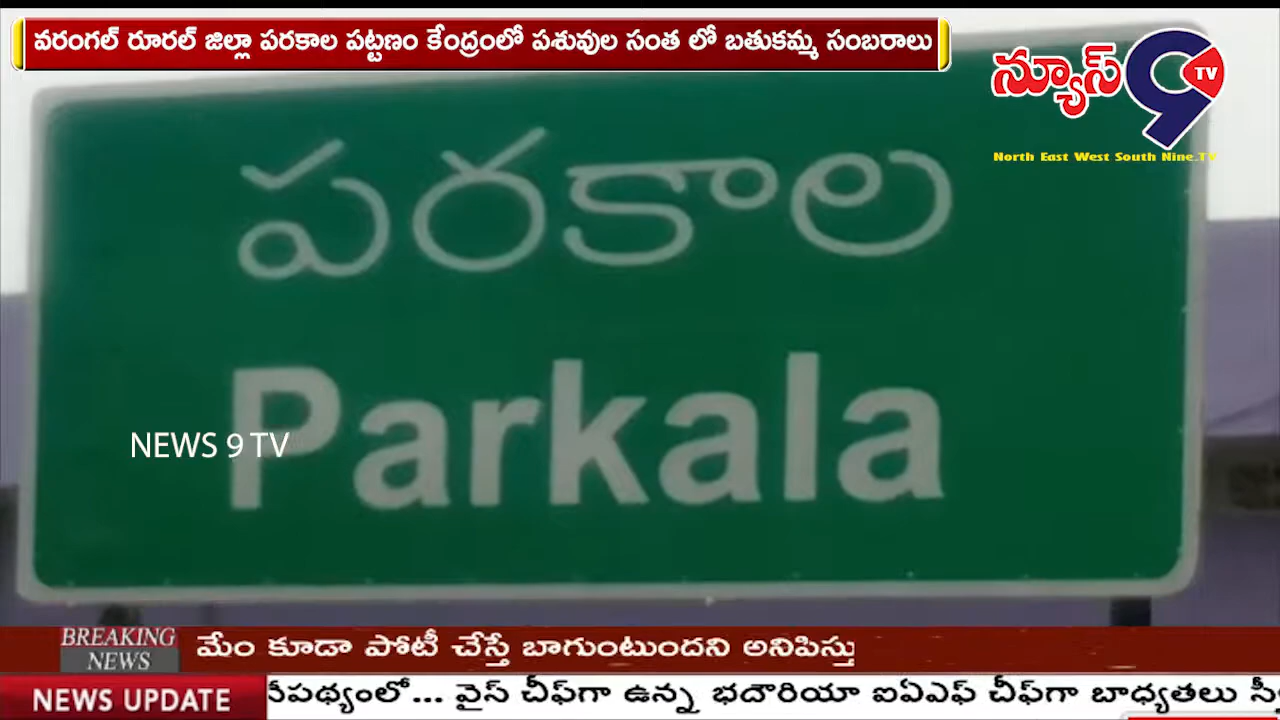 వరంగల్ రూరల్ జిల్లా పరకాల పట్టణం కేంద్రంలో పశువుల సంత లో బతుకమ్మ సంబరాలు
న్యూస్ 9 TV
North East West South Nine.TV
పరకాల
Parkala
NEWS 9 TV
BREAKING NEWS
మేం కూడా పోటీ చేస్తే బాగుంటుందని అనిపిస్తు
NEWS UPDATE
వైస్ చీఫ్‌గా ఉన్న భదౌరియా ఐఏఎఫ్ చీఫ్‌గా బాధ్యతలు